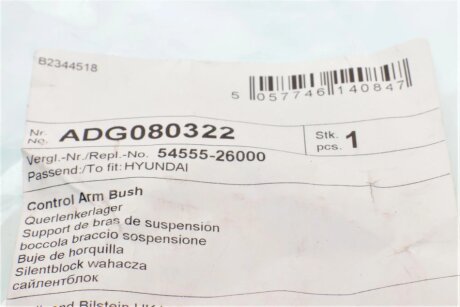 B2344518
5 057746 140847
Nr. No. ADG080322
Stk. pcs. 1
Vergl.-Nr./Repl.-No. 54555-26000
Passend:/To fit: HYUNDAI
Control Arm Bush
Querlenkerlager
Support de bras de suspension
boccola braccio sospensione
Buje de horquilla
Silentblock wahacza
сайлентблок
Bilstein